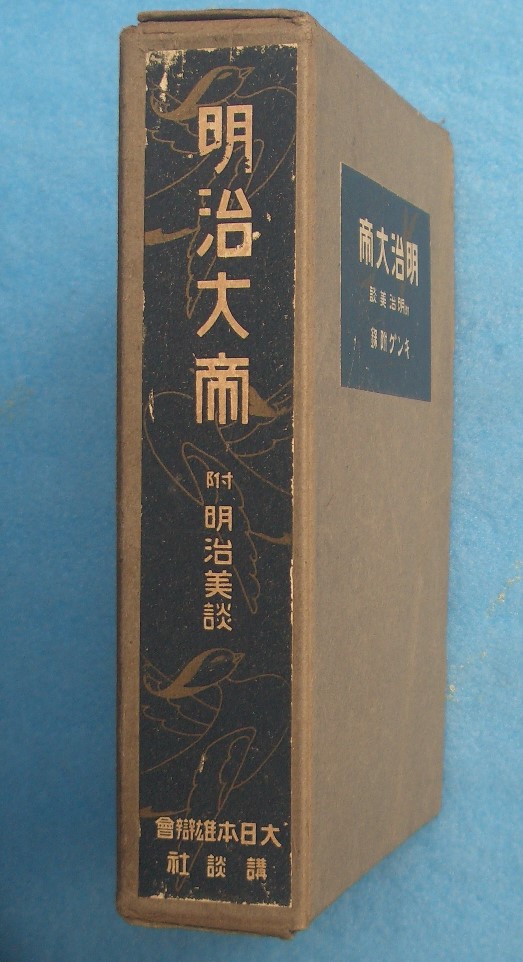 明治大帝
附 明治美談
大日本雄辯會
講談社
明治大帝
附明治美談
キング附錄